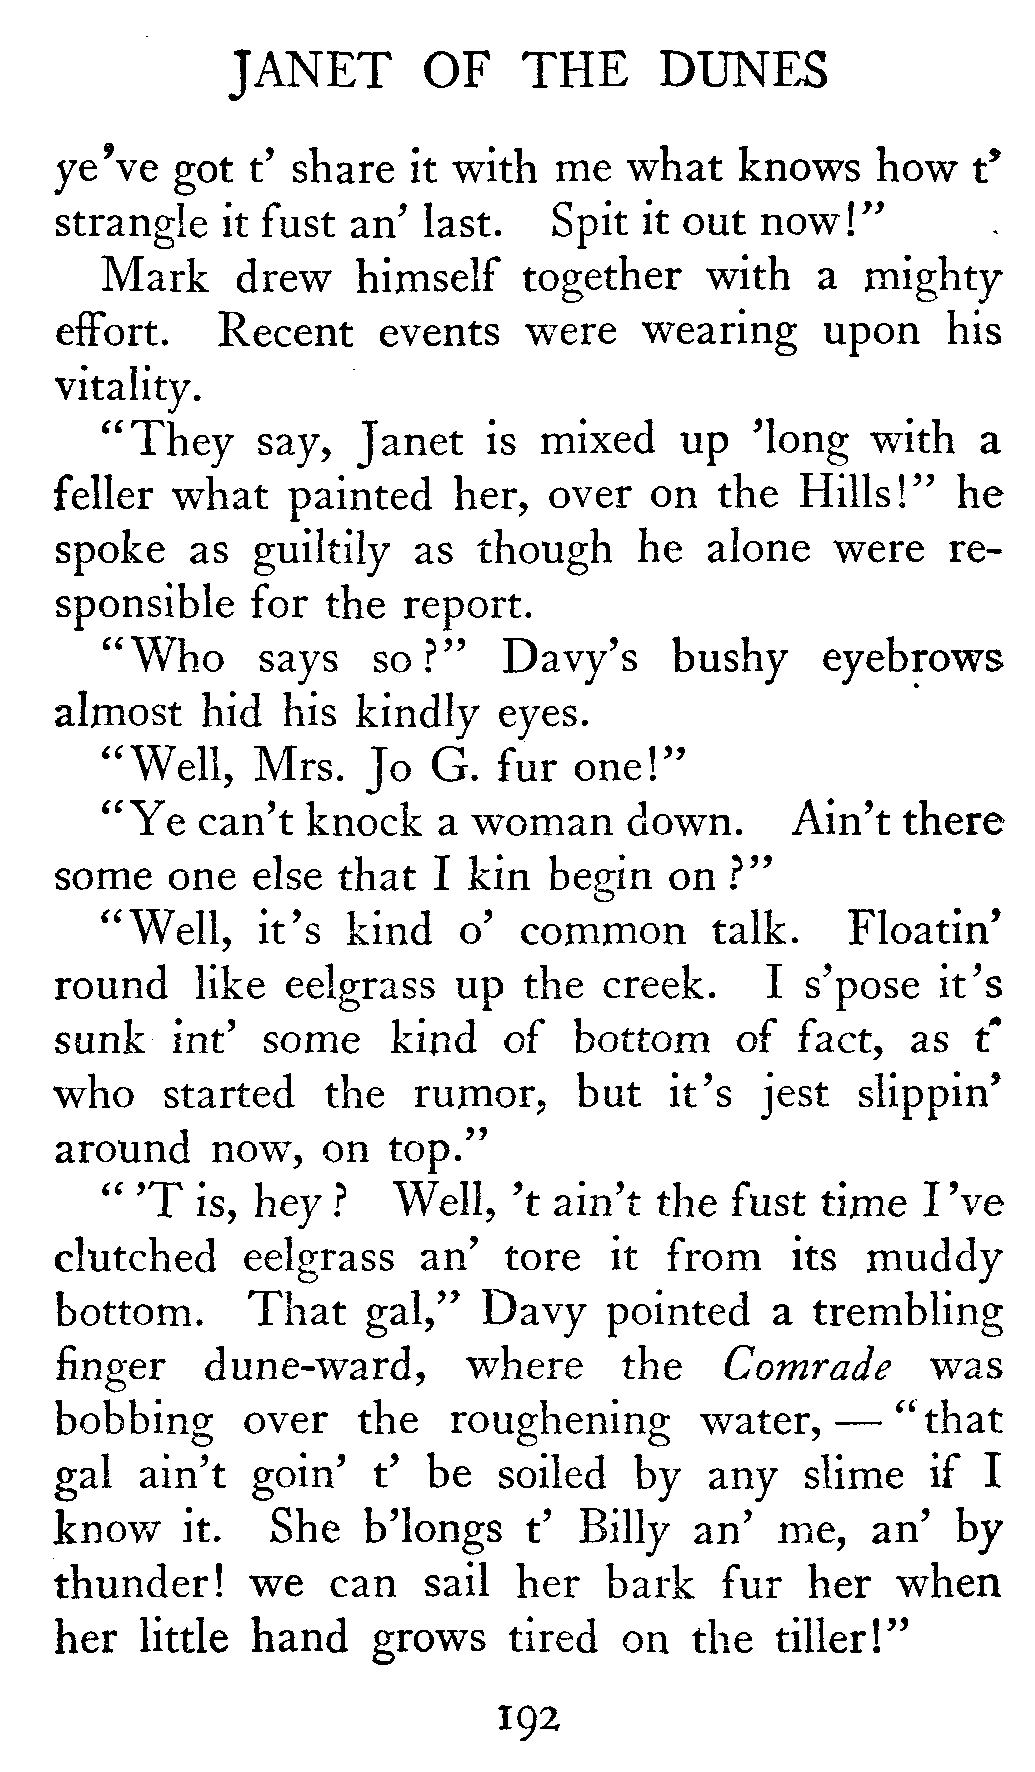 JANET OF THE DUNES
ye've got t' share it with me what knows how t'
strangle it fust an' last. Spit it out now!"
Mark drew himself together with a mighty
effort. Recent events were wearing upon his
vitality.
"They say, Janet is mixed up 'long with a
feller what painted her, over on the Hills!" he
spoke as guiltily as though he alone were re-
sponsible for the report.
"Who says so?" Davy's bushy eyebrows
almost hid his kindly eyes.
"Well, Mrs. Jo G. fur one!"
"Ye can't knock a woman down. Ain't there
some one else that I kin begin on?"
"Well, it's kind o' common talk. Floatin'
round like eelgrass up the creek. I s'pose it's
sunk int' some kind of bottom of fact, as t'
who started the rumor, but it's jest slippin'
around now, on top."
"'T is, hey? Well, 't ain't the fust time I've
clutched eelgrass an' tore it from its muddy
bottom. That gal," Davy pointed a trembling
finger dune-ward, where the Comrade was
bobbing over the roughening water, — "that
gal ain't goin' t' be soiled by any slime if I
know it. She b'longs t' Billy an' me, an' by
thunder! we can sail her bark fur her when
her little hand grows tired on the tiller!"
192